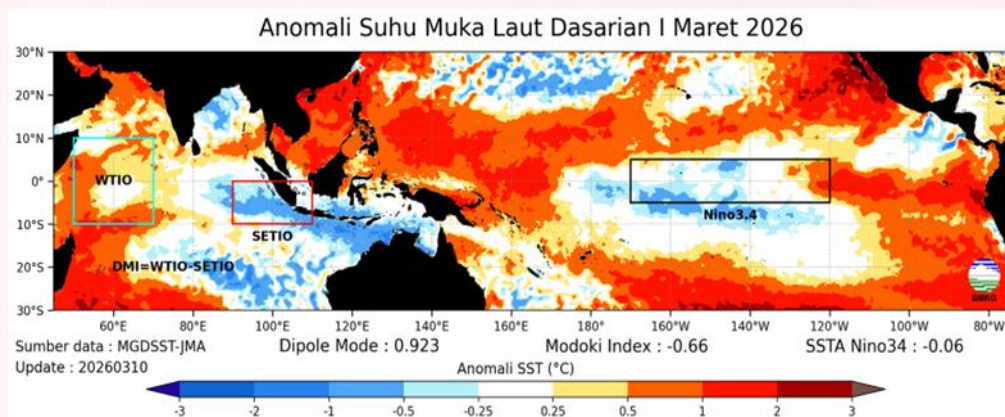 Anomali Suhu Muka Laut Dasarian I Maret 2026
30°N
20°N
10°N
0°
10°S
20°S
30°S
WTIO
SETIO
DMI=WTIO-SETIO
Nino3.4
BMKG
60°E 80°E 100°E 120°E 140°E 160°E 180° 160°W 140°W 120°W 100°W 80°W
Sumber data : MGDSST-JMA Dipole Mode : 0.923 Modoki Index : -0.66 SSTA Nino34 : -0.06
Update : 20260310
Anomali SST (°C)
-3 -2 -1 -0.5 -0.25 0.25 0.5 1 2 3